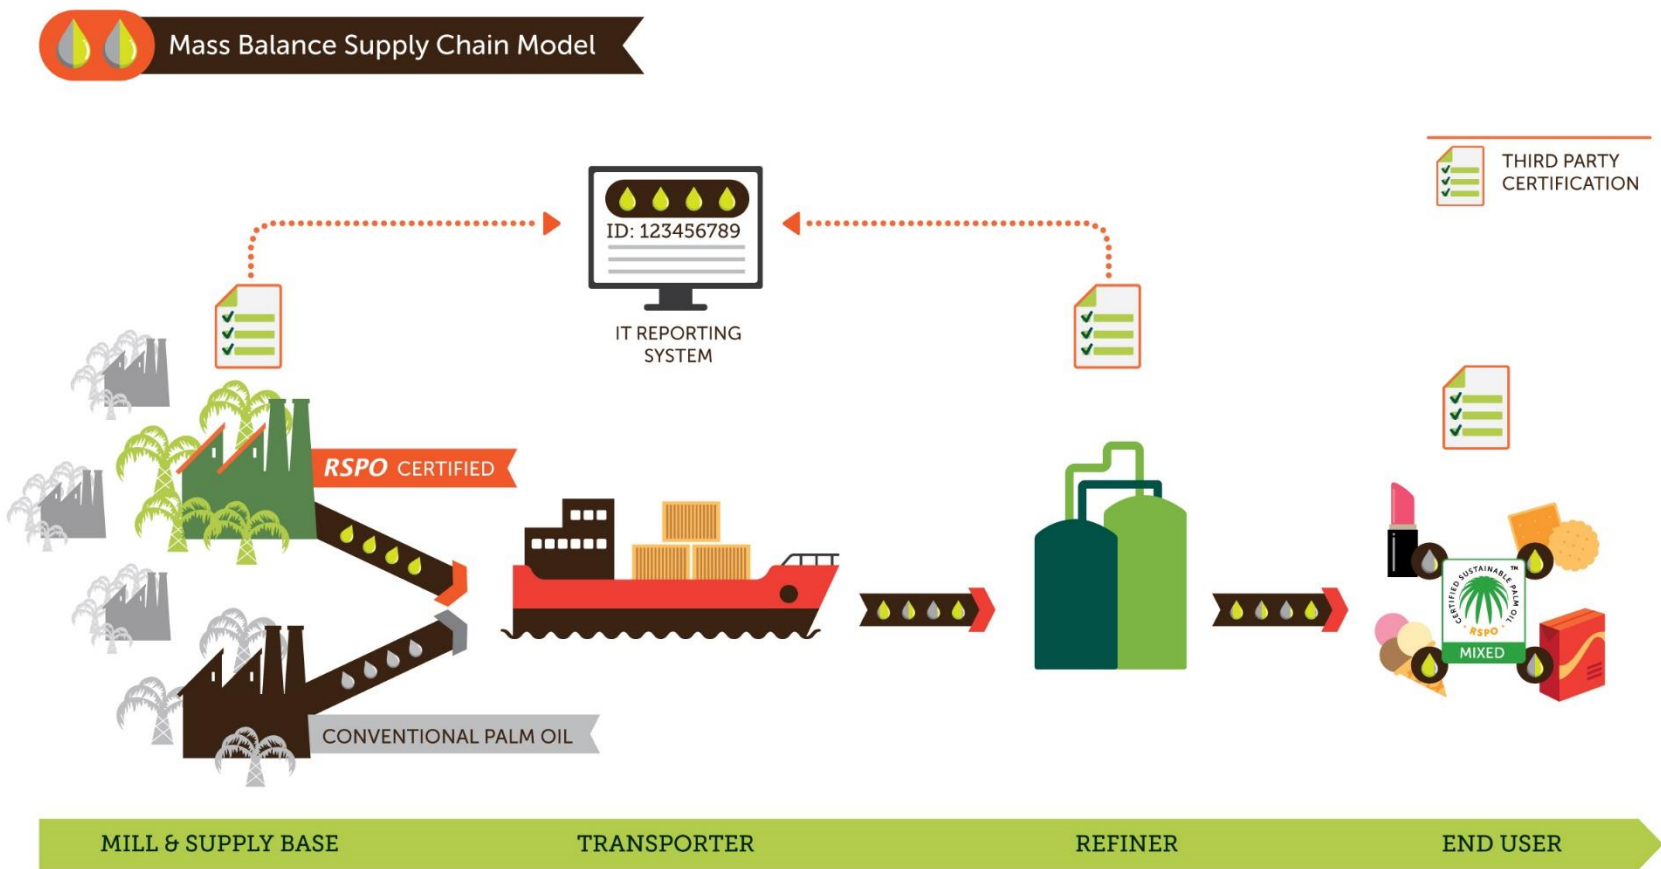 Mass Balance Supply Chain Model
THIRD PARTY
CERTIFICATION
ID: 123456789
IT REPORTING
SYSTEM
RSPO CERTIFIED
CERTIFIED SUSTAINABLE PALM OIL
TM
RSPO
MIXED
CONVENTIONAL PALM OIL
MILL & SUPPLY BASE
TRANSPORTER
REFINER
END USER